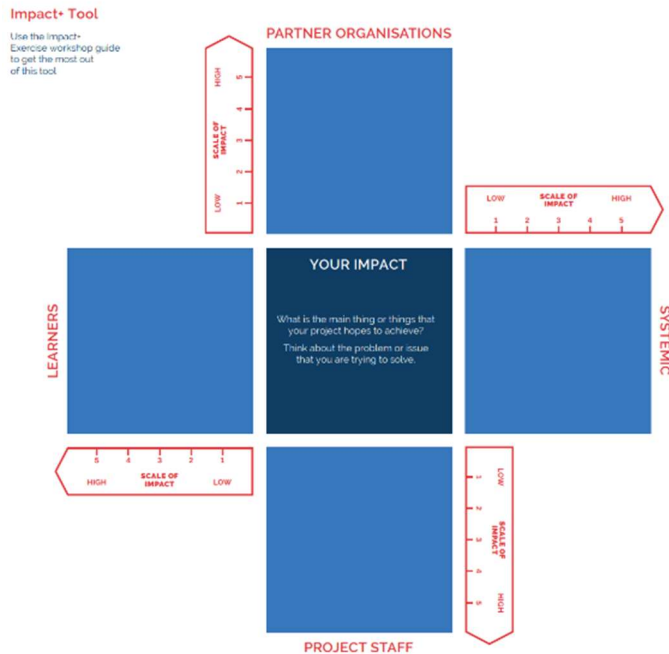 Impact+ Tool
Use the Impact+
Exercise workshop guide
to get the most out
of this tool
PARTNER ORGANISATIONS
HIGH
SCALE OF
IMPACT
LOW
5
4
3
2
1
LOW
SCALE OF
IMPACT
HIGH
1 2 3 4 5
LEARNERS
YOUR IMPACT
What is the main thing or things that
your project hopes to achieve?
Think about the problem or issue
that you are trying to solve.
SYSTEMIC
5 4 3 2 1
HIGH
SCALE OF
IMPACT
LOW
1
2
3
4
5
LOW
SCALE OF
IMPACT
HIGH
PROJECT STAFF